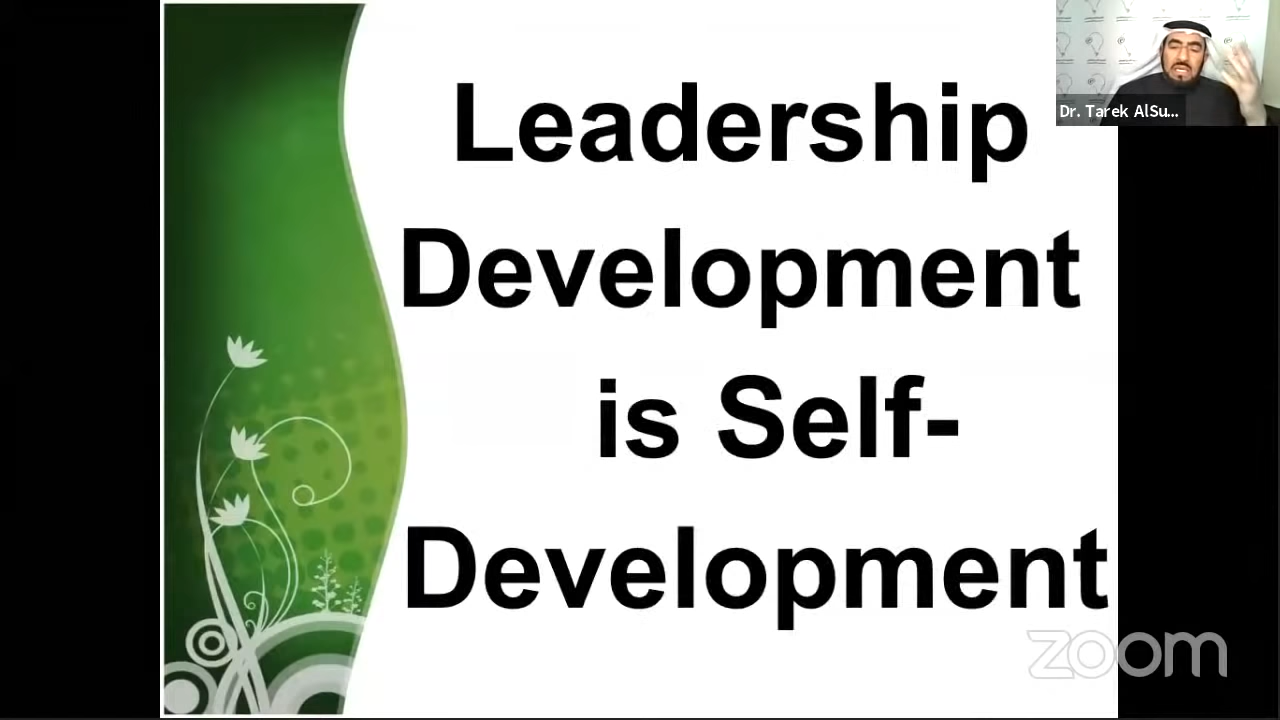 Leadership
Development
is Self-
Development
Dr. Tarek AlSu...
zoom